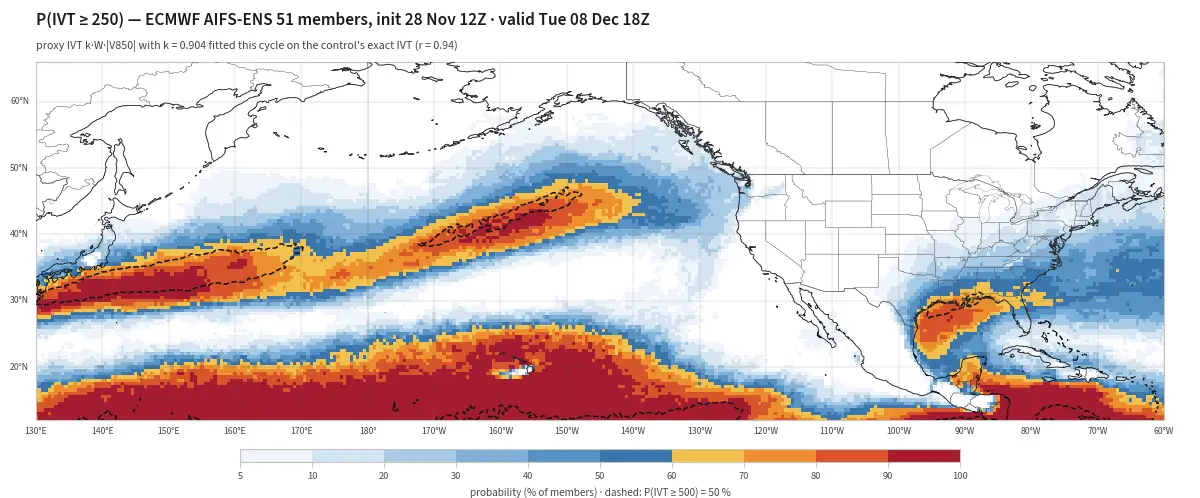 P(IVT ≥ 250) — ECMWF AIFS-ENS 51 members, init 28 Nov 12Z · valid Tue 08 Dec 18Z
proxy IVT k·W·|V850| with k = 0.904 fitted this cycle on the control's exact IVT (r = 0.94)
60°N
50°N
40°N
30°N
20°N
130°E 140°E 150°E 160°E 170°E 180° 170°W 160°W 150°W 140°W 130°W 120°W 110°W 100°W 90°W 80°W 70°W 60°W
5 10 20 30 40 50 60 70 80 90 100
probability (% of members) · dashed: P(IVT ≥ 500) = 50 %